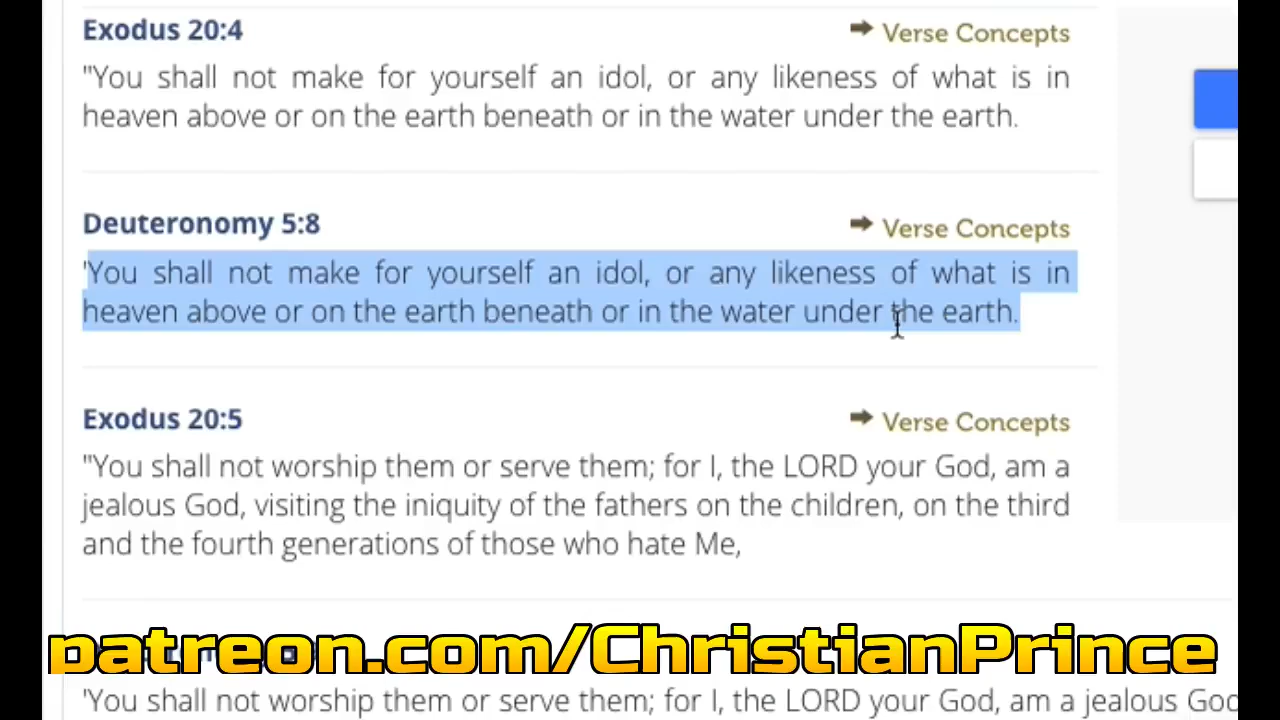 Exodus 20:4
Verse Concepts
"You shall not make for yourself an idol, or any likeness of what is in
heaven above or on the earth beneath or in the water under the earth.
Deuteronomy 5:8
Verse Concepts
'You shall not make for yourself an idol, or any likeness of what is in
heaven above or on the earth beneath or in the water under the earth.
Exodus 20:5
Verse Concepts
"You shall not worship them or serve them; for I, the LORD your God, am a
jealous God, visiting the iniquity of the fathers on the children, on the third
and the fourth generations of those who hate Me,
patreon.com/ChristianPrince
'You shall not worship them or serve them; for I, the LORD your God, am a jealous God